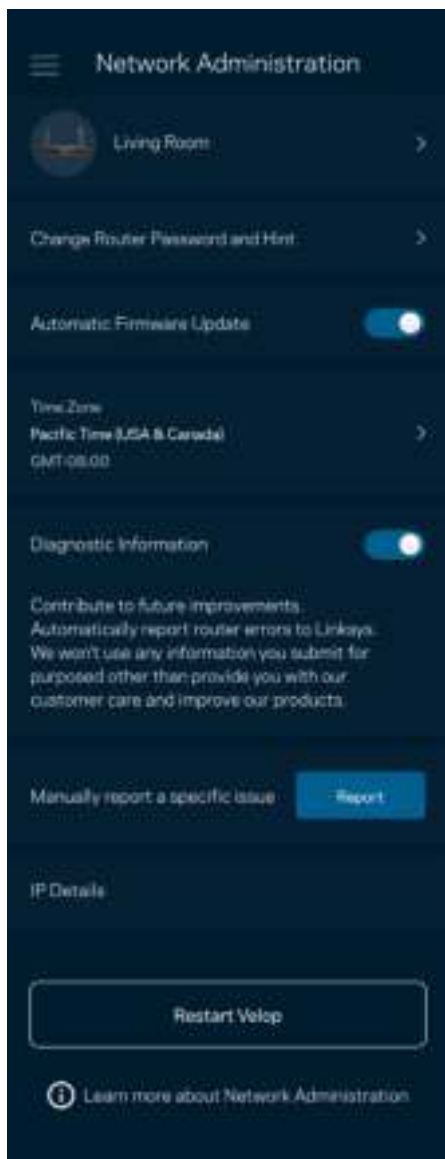 Network Administration
Living Room
Change Router Password and Hint
Automatic Firmware Update
Time Zone
Pacific Time (USA & Canada)
GMT-08:00
Diagnostic Information
Contribute to future improvements.
Automatically report router errors to Linksys.
We won't use any information you submit for
purposed other than provide you with our
customer care and improve our products.
Manually report a specific issue
Report
IP Details
Restart Velop
Learn more about Network Administration